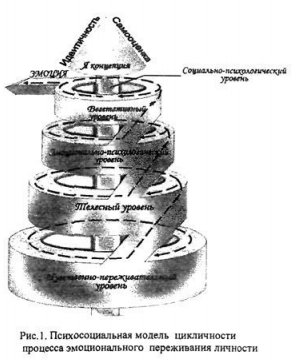 Идентичность
Самооценка
Я концепция
ЭМОЦИЯ
Социально-психологический
уровень
Вегетативный
уровень
уровень
Телесный уровень
уровень
Рис.1. Психосоциальная модель цикличности
процесса эмоционального переживания личности